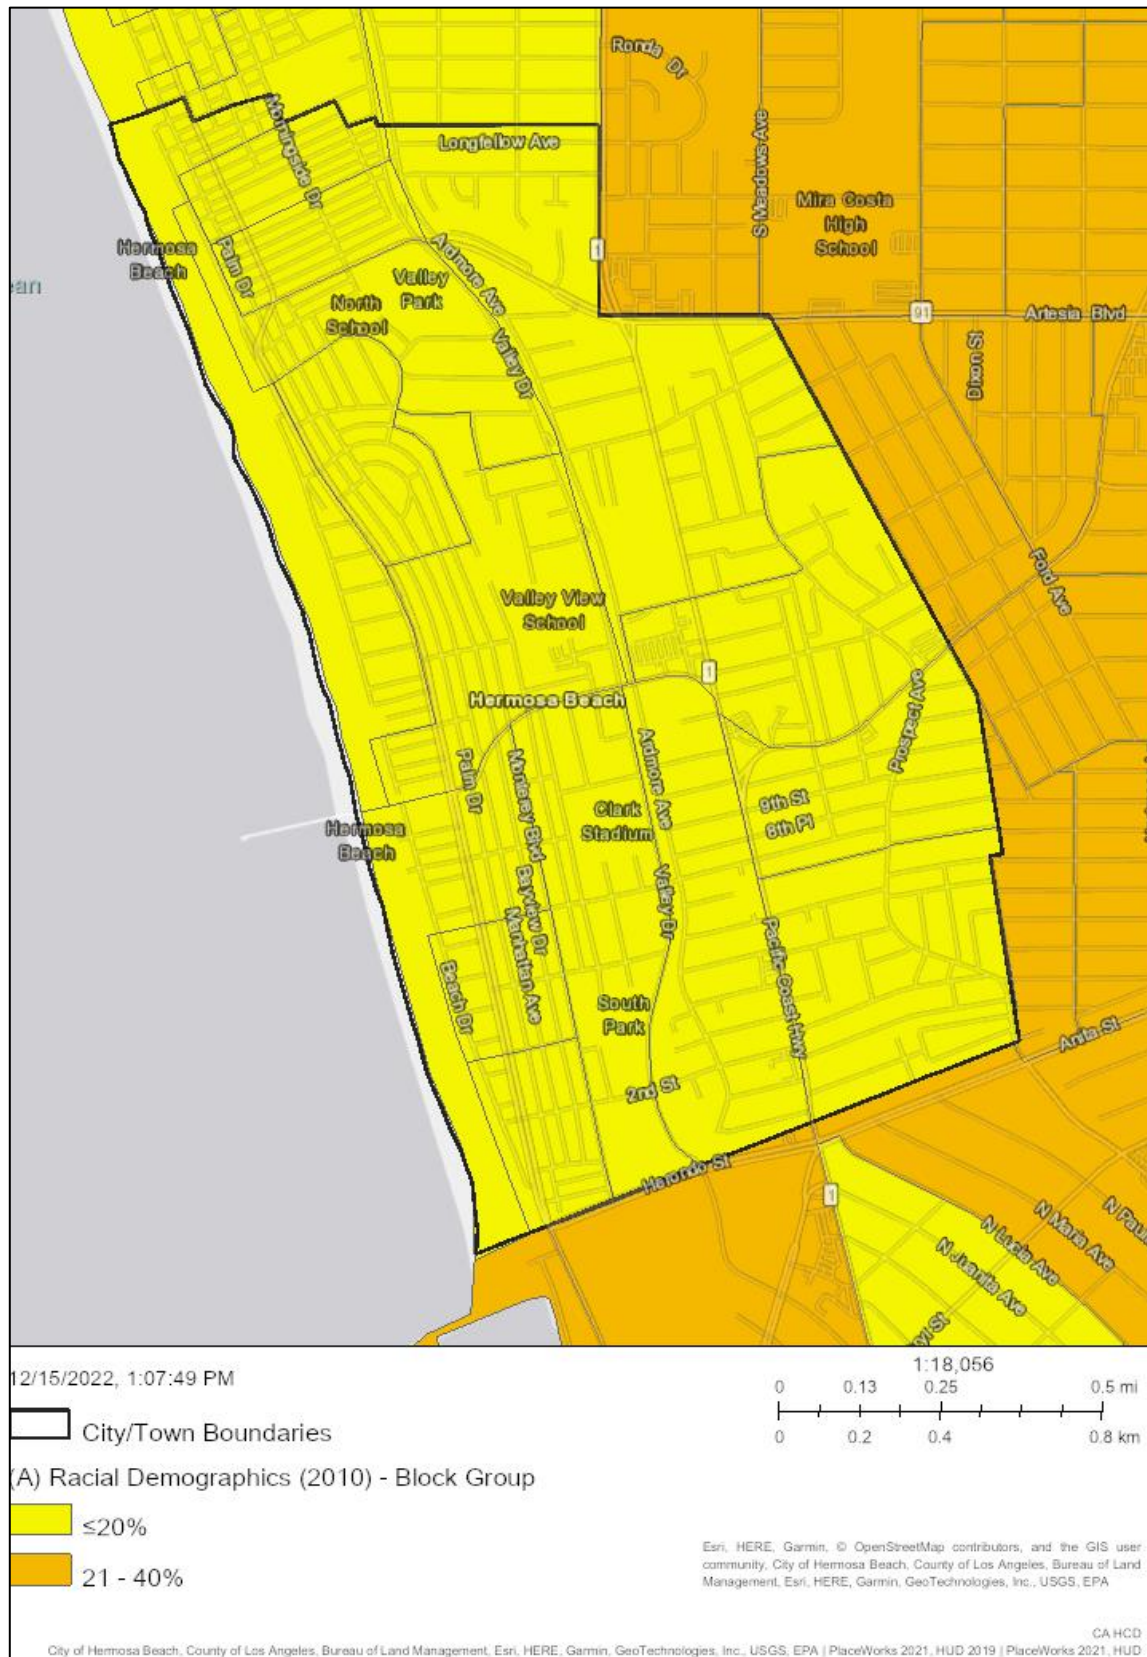 Ronda Dr
Morningside Dr
Longfellow Ave
S Meadows Ave
Mira Costa
High
School
Hermosa
Beach
Palm Dr
Ardmore Ave
Valley
Park
1
ean
North
School
91
Artesia Blvd
Valley Dr
Dixon St
Ford Ave
Valley View
School
1
Hermosa Beach
Prospect Ave
Palm Dr
Monterey Blvd
Ardmore Ave
9th St
8th Pl
Clark
Stadium
Hermosa
Beach
Bayview Dr
Manhattan Ave
Valley Dr
Pacific Coast Hwy
Beach Dr
South
Park
Anita St
2nd St
Herondo St
1
N Lucia Ave
N Maria Ave
N Juanita Ave
12/15/2022, 1:07:49 PM
1:18,056
0 0.13 0.25 0.5 mi
0 0.2 0.4 0.8 km
City/Town Boundaries
(A) Racial Demographics (2010) - Block Group
≤20%
21 - 40%
Esri, HERE, Garmin, © OpenStreetMap contributors, and the GIS user
community, City of Hermosa Beach, County of Los Angeles, Bureau of Land
Management, Esri, HERE, Garmin, GeoTechnologies, Inc., USGS, EPA
CA HCD
City of Hermosa Beach, County of Los Angeles, Bureau of Land Management, Esri, HERE, Garmin, GeoTechnologies, Inc., USGS, EPA | PlaceWorks 2021, HUD 2019 | PlaceWorks 2021, HUD